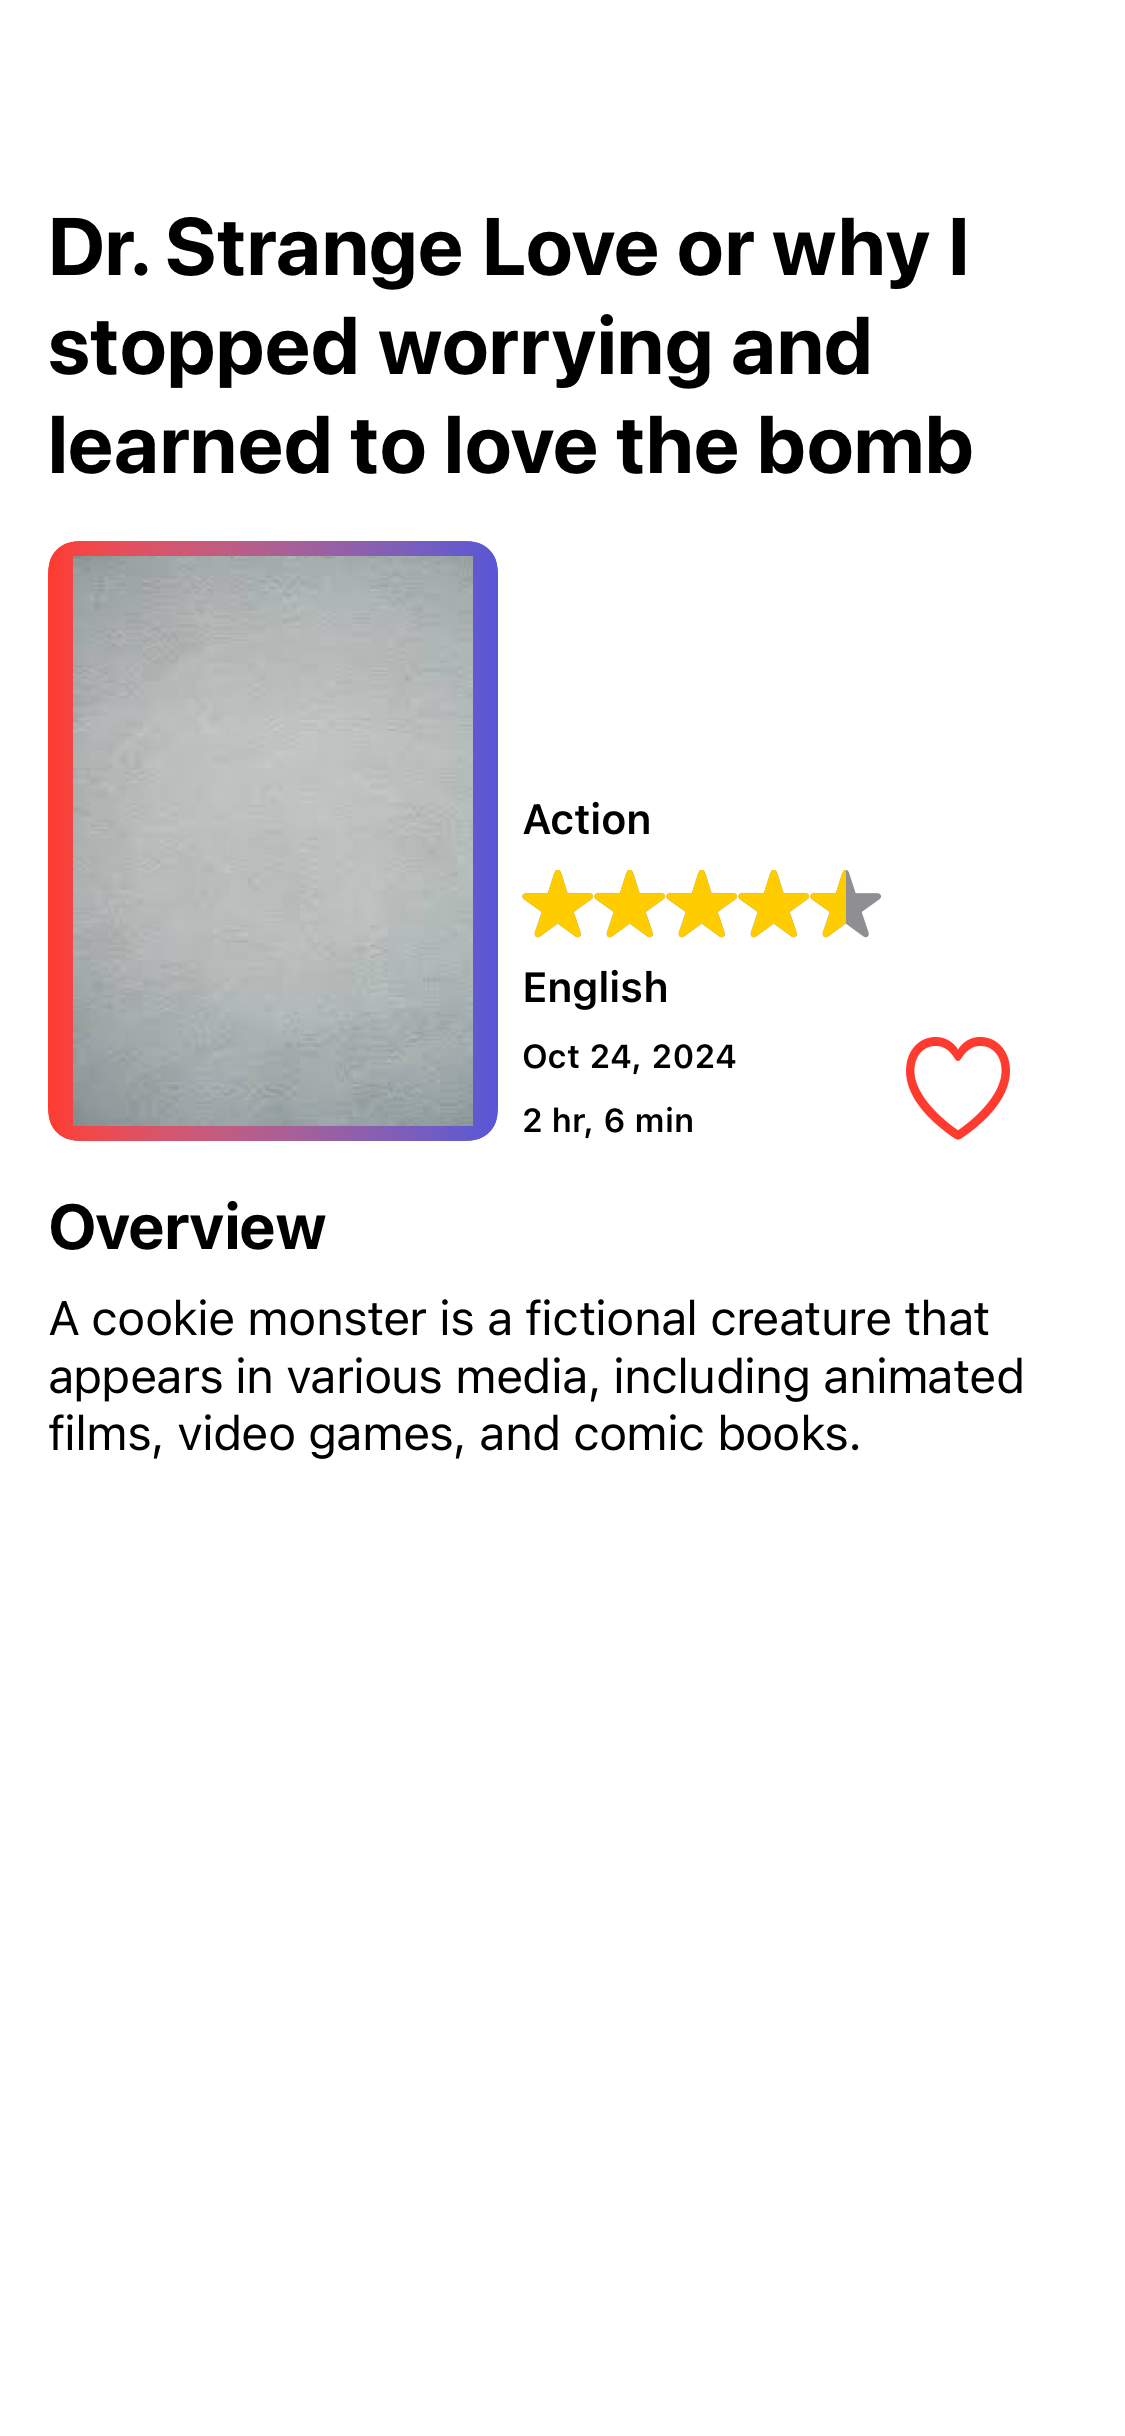 Dr. Strange Love or why I
stopped worrying and
learned to love the bomb
Action
English
Oct 24, 2024
2 hr, 6 min
Overview
A cookie monster is a fictional creature that
appears in various media, including animated
films, video games, and comic books.